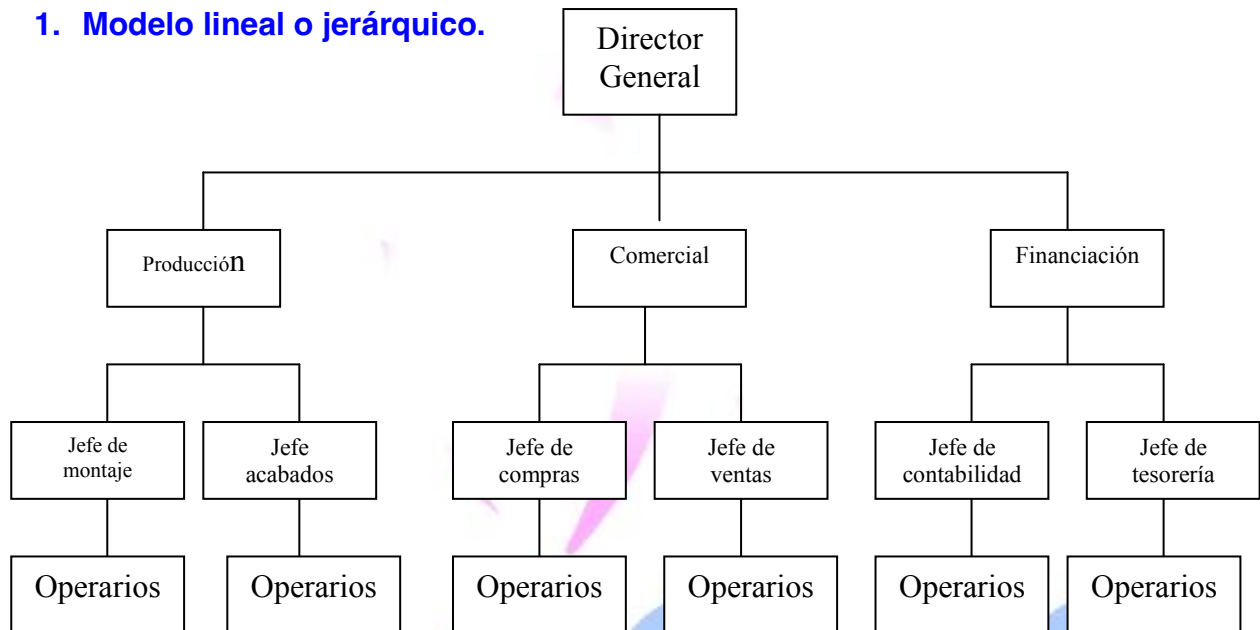 1. Modelo lineal o jerárquico.
Director
General
Producción
Comercial
Financiación
Jefe de
montaje
Jefe
acabados
Jefe de
compras
Jefe de
ventas
Jefe de
contabilidad
Jefe de
tesorería
Operarios
Operarios
Operarios
Operarios
Operarios
Operarios